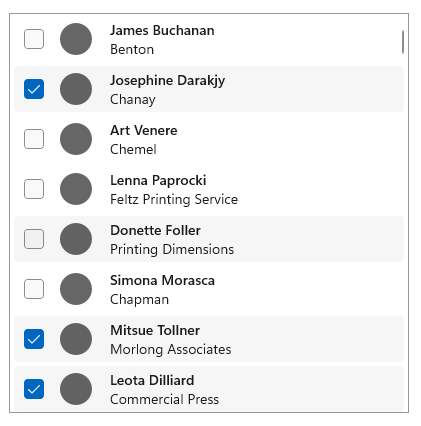 James Buchanan
Benton
Josephine Darakjy
Chanay
Art Venere
Chemel
Lenna Paprocki
Feltz Printing Service
Donette Foller
Printing Dimensions
Simona Morasca
Chapman
Mitsue Tollner
Morlong Associates
Leota Dilliard
Commercial Press